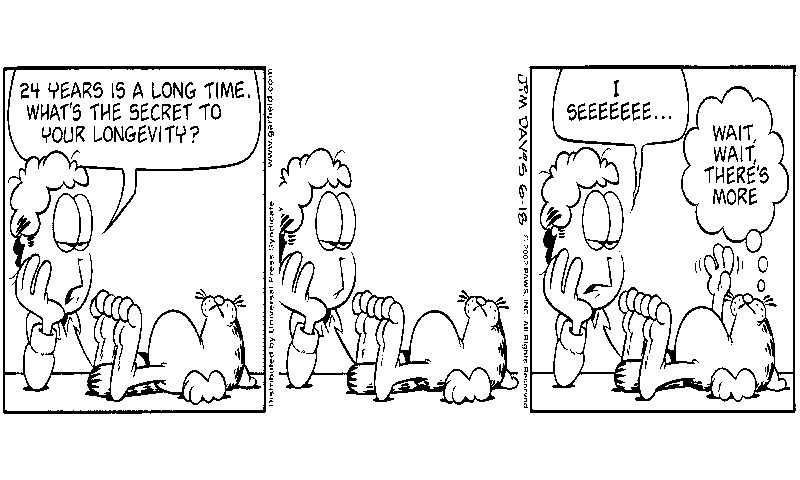 24 YEARS IS A LONG TIME.
WHAT'S THE SECRET TO
YOUR LONGEVITY?
www.garfield.com
Distributed by Universal Press Syndicate
JIM DAVIS 6-18
© 2002 PAWS, INC. All Rights Reserved
I
SEEEEEEE...
WAIT,
WAIT,
THERE'S
MORE